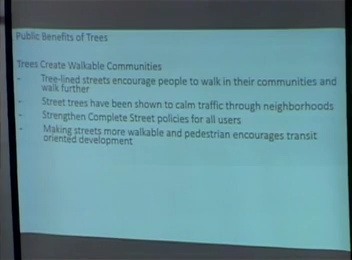 Public Benefits of Trees
Trees Create Walkable Communities
- Tree-lined streets encourage people to walk in their communities and
walk further
- Street trees have been shown to calm traffic through neighborhoods
- Strengthen Complete Street policies for all users
- Making streets more walkable and pedestrian encourages transit
oriented development